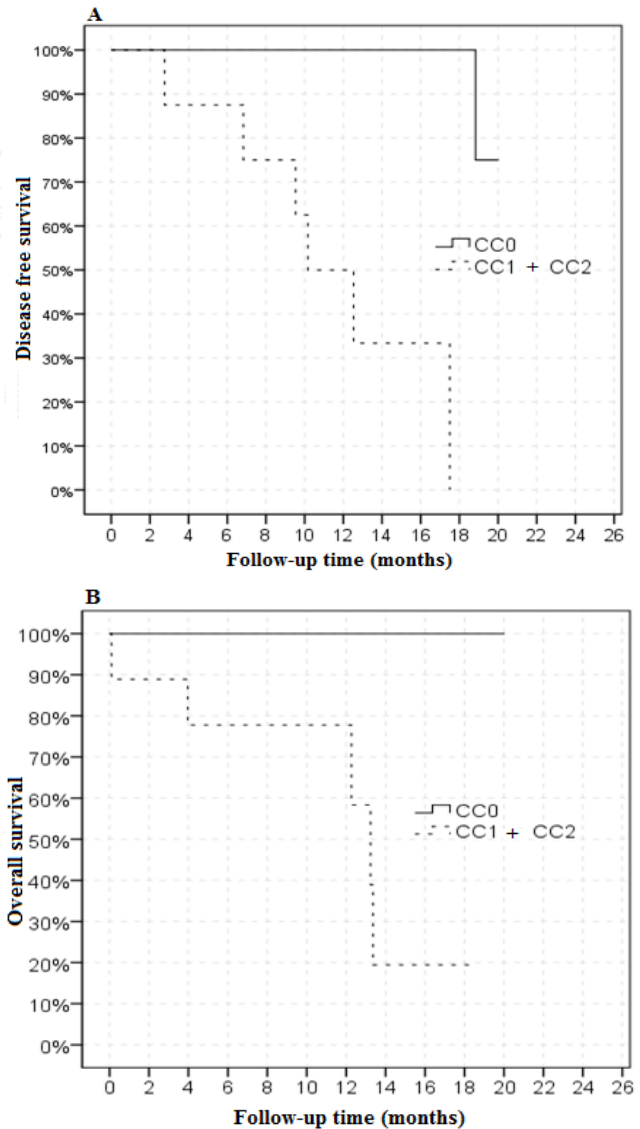 A
100%
90%
80%
70%
60%
50%
40%
30%
20%
10%
0%
Disease free survival
CC0
CC1 + CC2
0 2 4 6 8 10 12 14 16 18 20 22 24 26
Follow-up time (months)
B
100%
90%
80%
70%
60%
50%
40%
30%
20%
10%
0%
Overall survival
CC0
CC1 + CC2
0 2 4 6 8 10 12 14 16 18 20 22 24 26
Follow-up time (months)